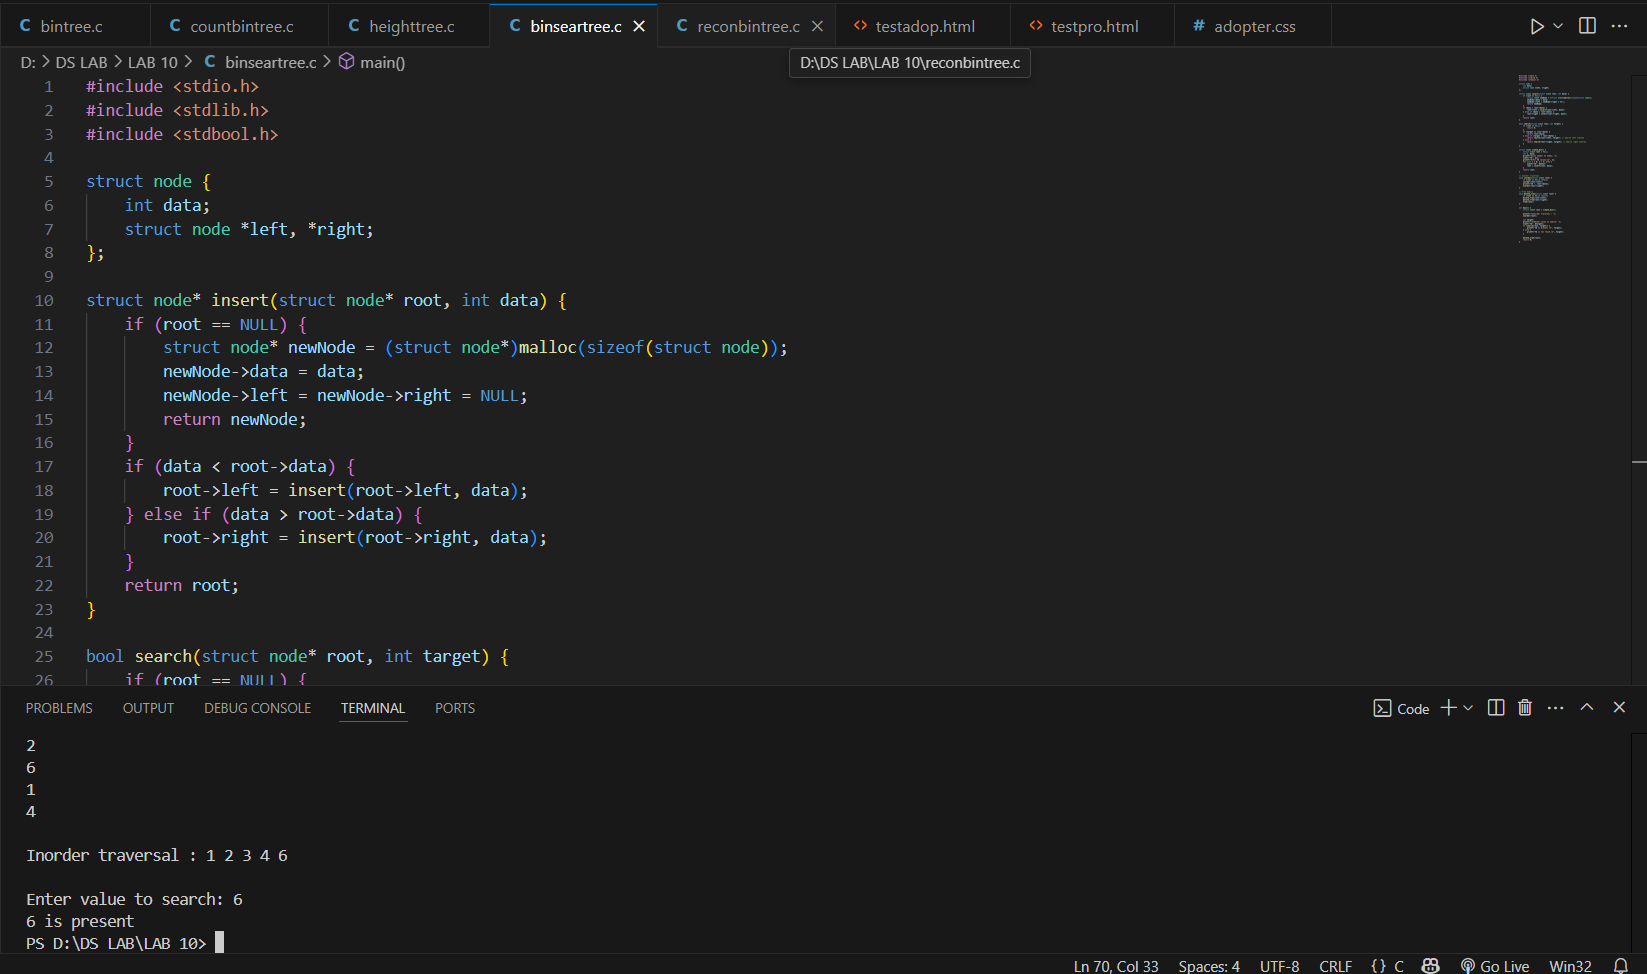 C bintree.c C countbintree.c C heighttree.c C binseartree.c C reconbintree.c <> testadop.html <> testpro.html # adopter.css
D: > DS LAB > LAB 10 > C binseartree.c > main()
D:\DS LAB\LAB 10\reconbintree.c
1 #include <stdio.h>
2 #include <stdlib.h>
3 #include <stdbool.h>
4
5 struct node {
6     int data;
7     struct node *left, *right;
8 };
9
10 struct node* insert(struct node* root, int data) {
11     if (root == NULL) {
12         struct node* newNode = (struct node*)malloc(sizeof(struct node));
13         newNode->data = data;
14         newNode->left = newNode->right = NULL;
15         return newNode;
16     }
17     if (data < root->data) {
18         root->left = insert(root->left, data);
19     } else if (data > root->data) {
20         root->right = insert(root->right, data);
21     }
22     return root;
23 }
24
25 bool search(struct node* root, int target) {
26     if (root == NULL) {
PROBLEMS OUTPUT DEBUG CONSOLE TERMINAL PORTS Code
2
6
1
4
Inorder traversal : 1 2 3 4 6
Enter value to search: 6
6 is present
PS D:\DS LAB\LAB 10>
Ln 70, Col 33 Spaces: 4 UTF-8 CRLF {} C Go Live Win32